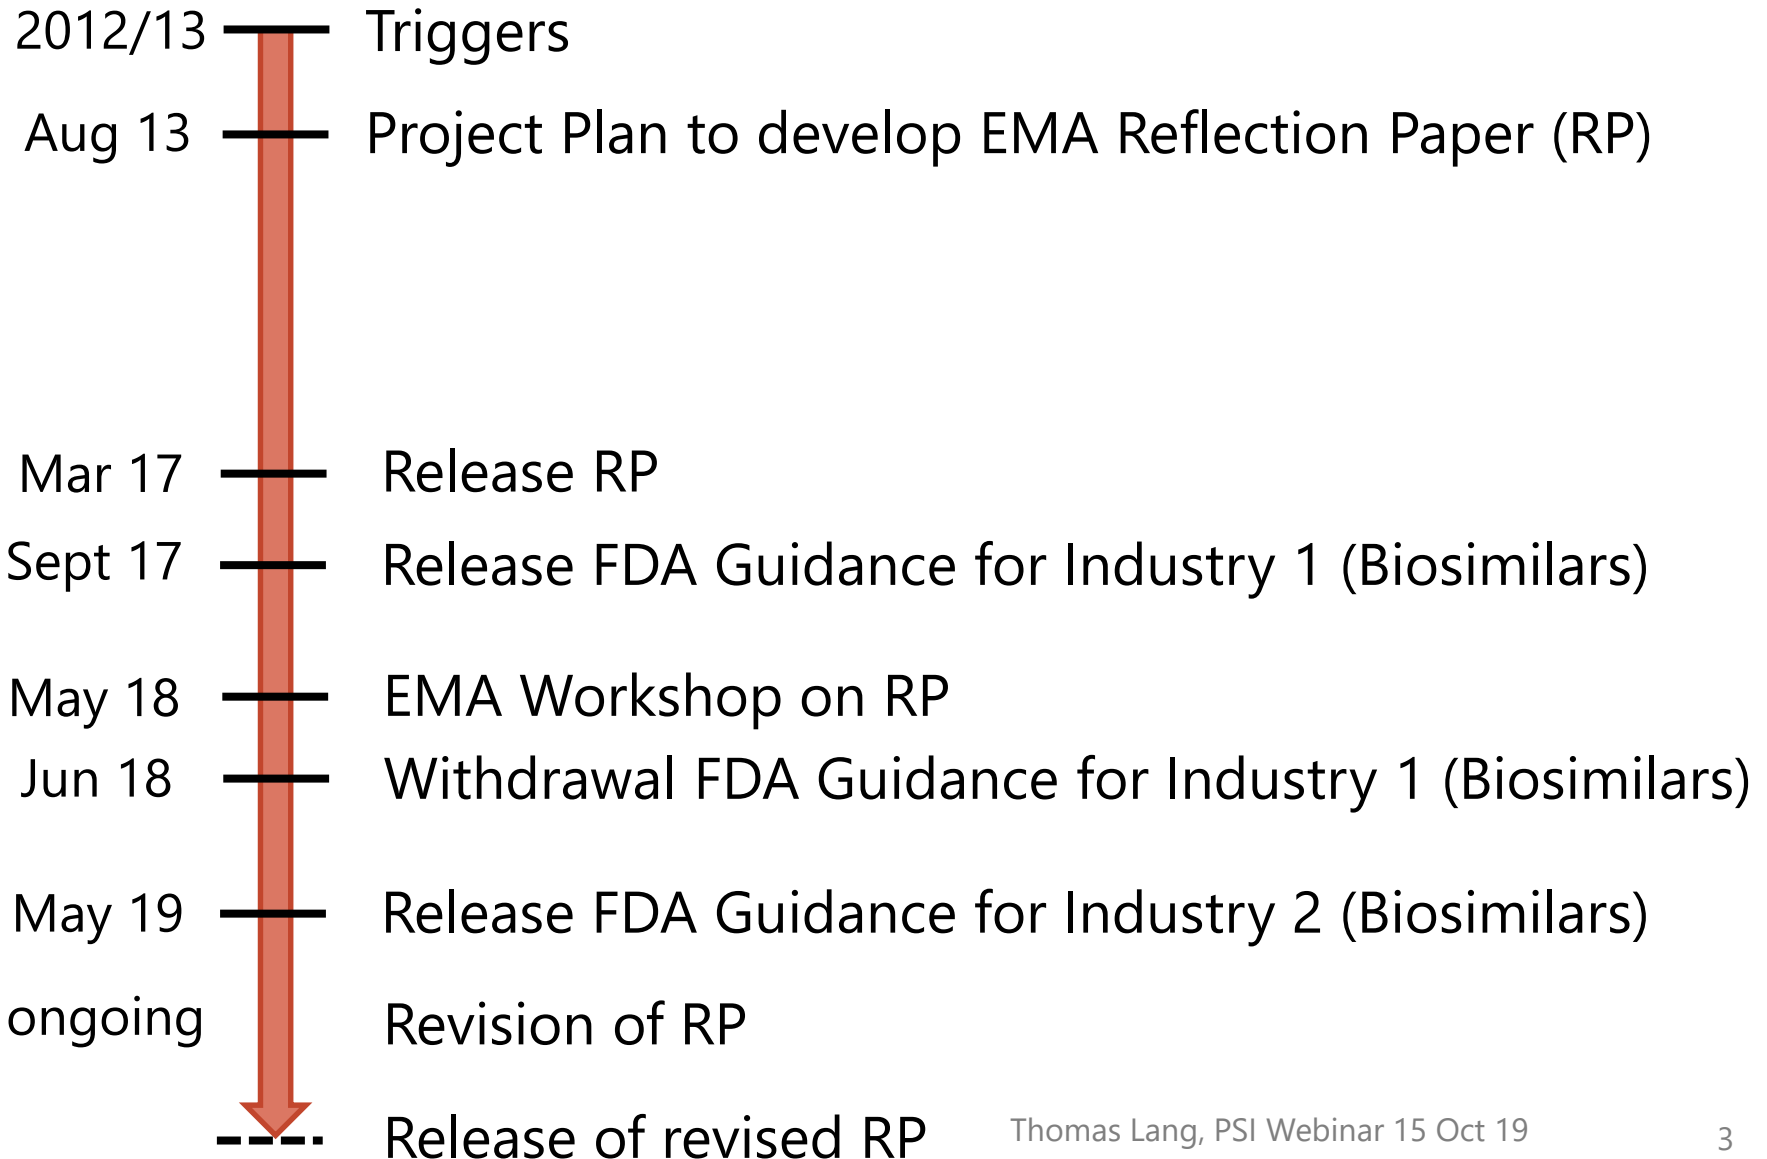 2012/13 Triggers
Aug 13 Project Plan to develop EMA Reflection Paper (RP)
Mar 17 Release RP
Sept 17 Release FDA Guidance for Industry 1 (Biosimilars)
May 18 EMA Workshop on RP
Jun 18 Withdrawal FDA Guidance for Industry 1 (Biosimilars)
May 19 Release FDA Guidance for Industry 2 (Biosimilars)
ongoing Revision of RP
Release of revised RP
Thomas Lang, PSI Webinar 15 Oct 19
3